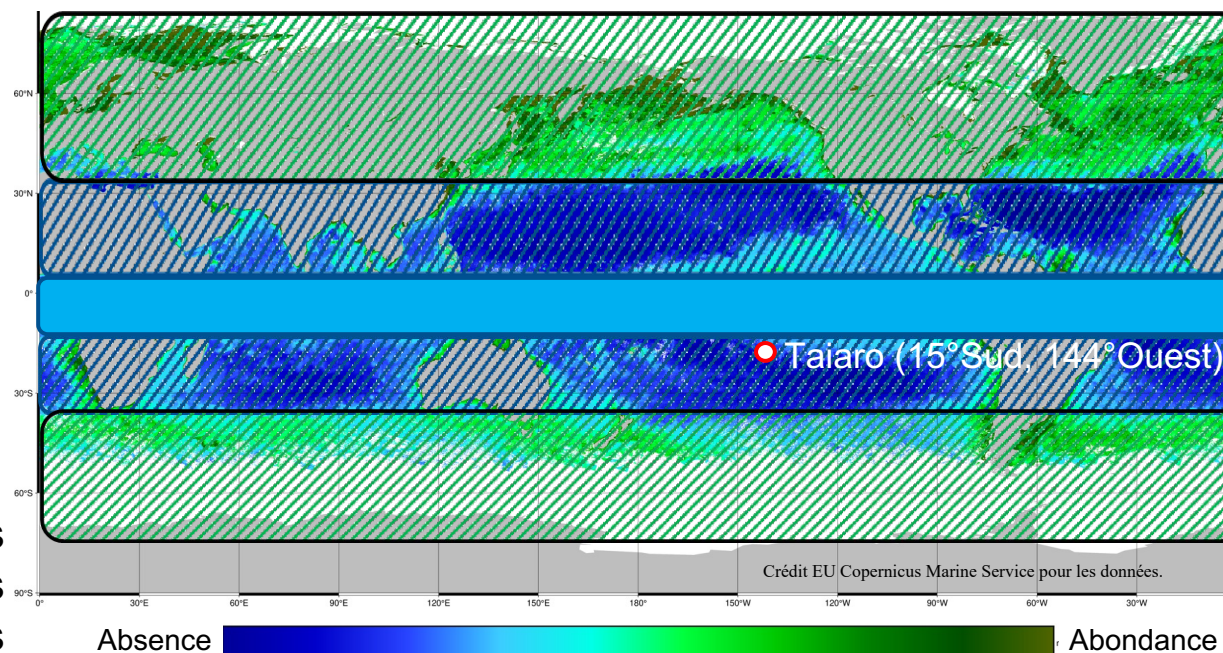 60°N
30°N
0°
Taiaro (15°Sud, 144°Ouest)
30°S
60°S
s
s
Crédit EU Copernicus Marine Service pour les données.
90°S
0° 30°E 60°E 90°E 120°E 150°E 180° 150°W 120°W 90°W 60°W 30°W
s
Absence Abondance